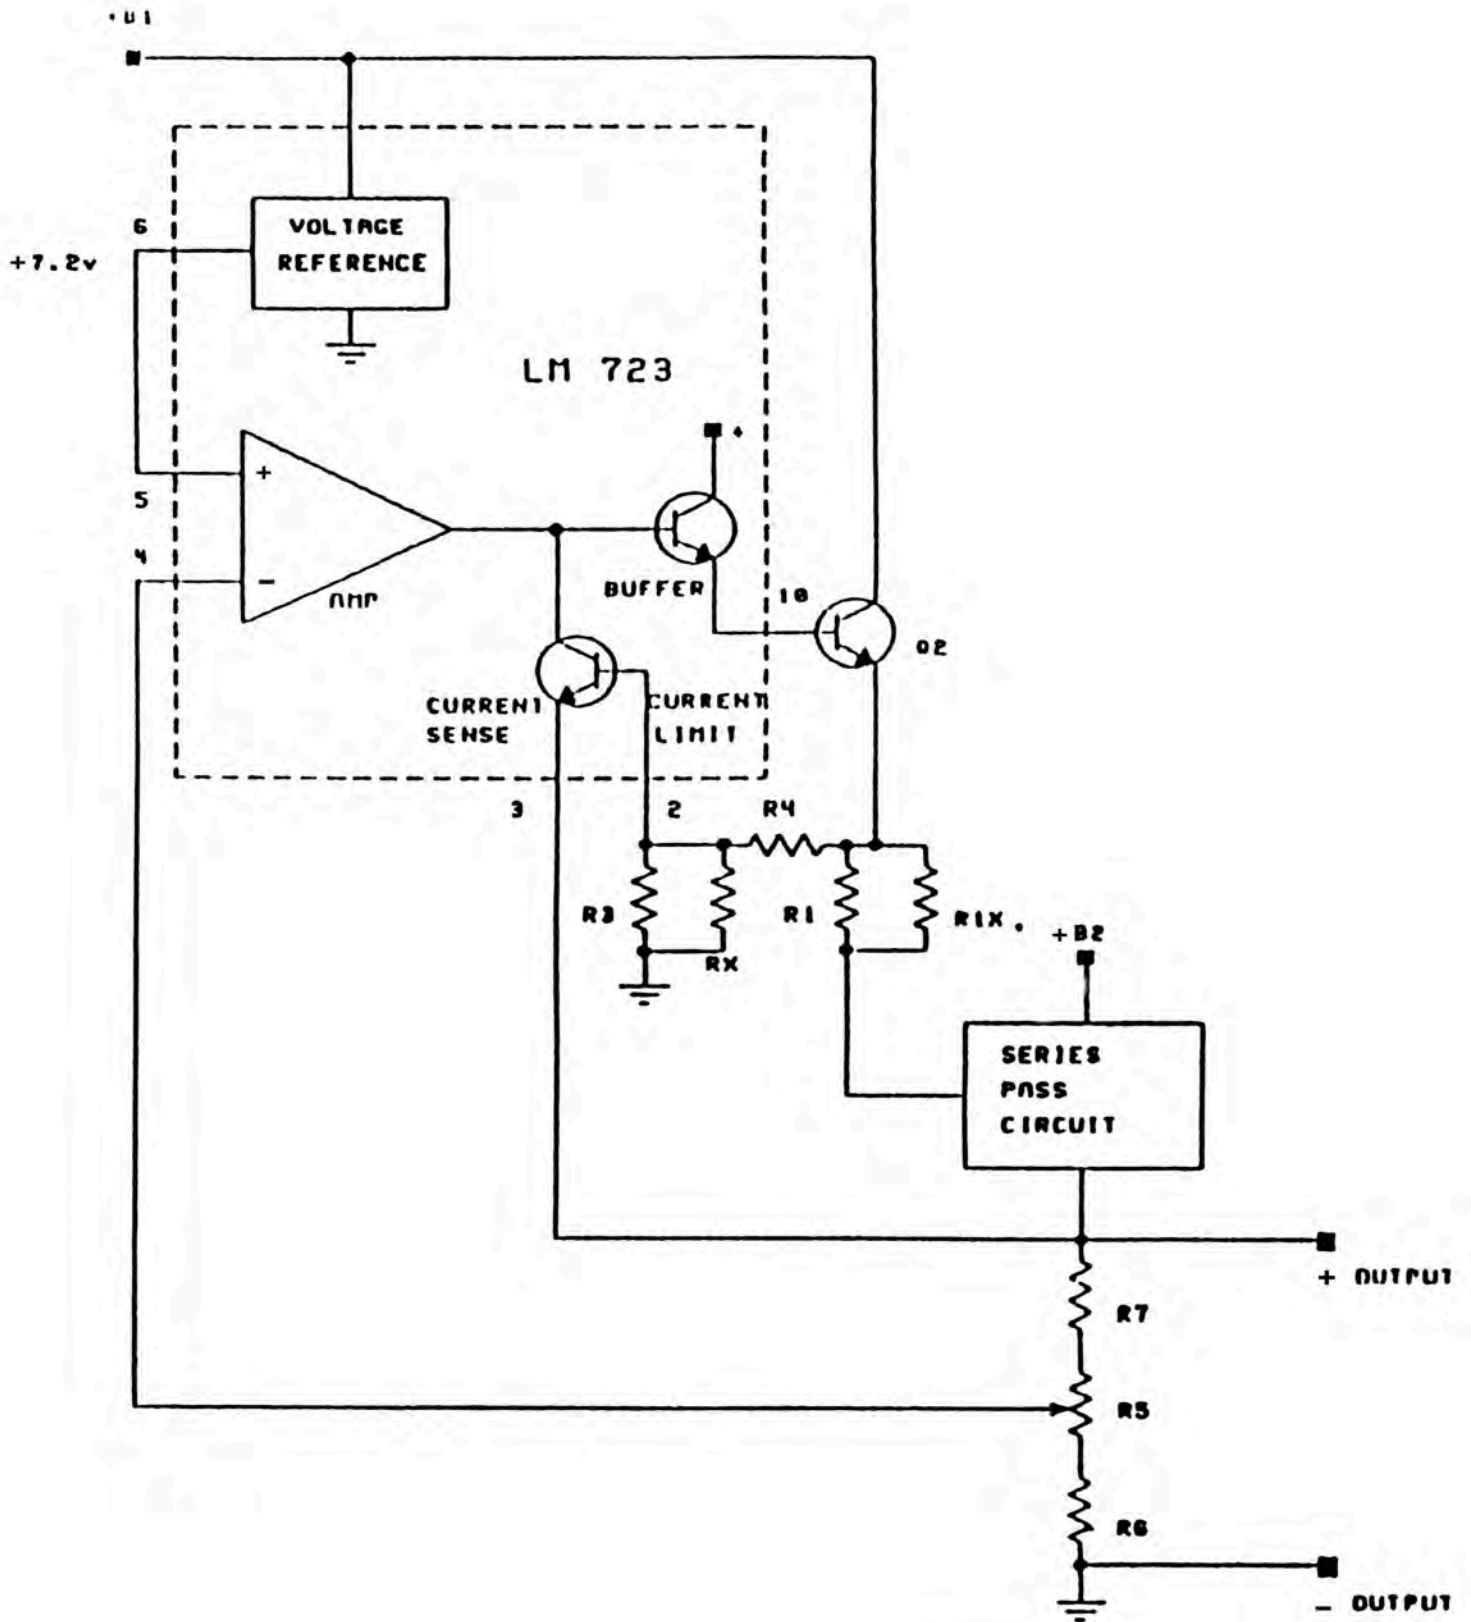 6
VOLTAGE
REFERENCE
+7.2v
LM 723
+
5
+
4
-
AMP
BUFFER
10
Q2
CURRENT
SENSE
CURRENT
LIMIT
3
2
R4
R3
RX
R1
R1X.
+B2
SERIES
PASS
CIRCUIT
+ OUTPUT
R7
R5
R6
- OUTPUT